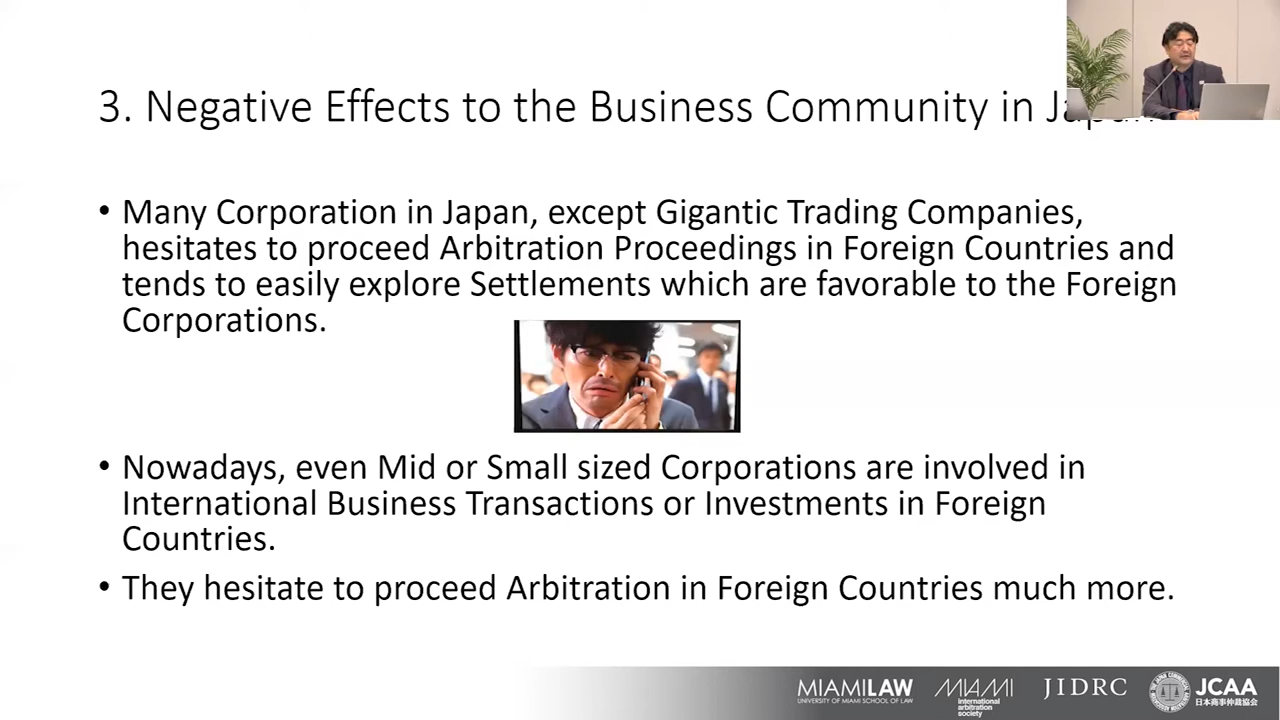 3. Negative Effects to the Business Community in Japan
• Many Corporation in Japan, except Gigantic Trading Companies,
hesitates to proceed Arbitration Proceedings in Foreign Countries and
tends to easily explore Settlements which are favorable to the Foreign
Corporations.
• Nowadays, even Mid or Small sized Corporations are involved in
International Business Transactions or Investments in Foreign
Countries.
• They hesitate to proceed Arbitration in Foreign Countries much more.
MIAMILAW
UNIVERSITY OF MIAMI SCHOOL OF LAW
MIAMI
international
arbitration
society
JIDRC
JCAA
日本商事仲裁協会